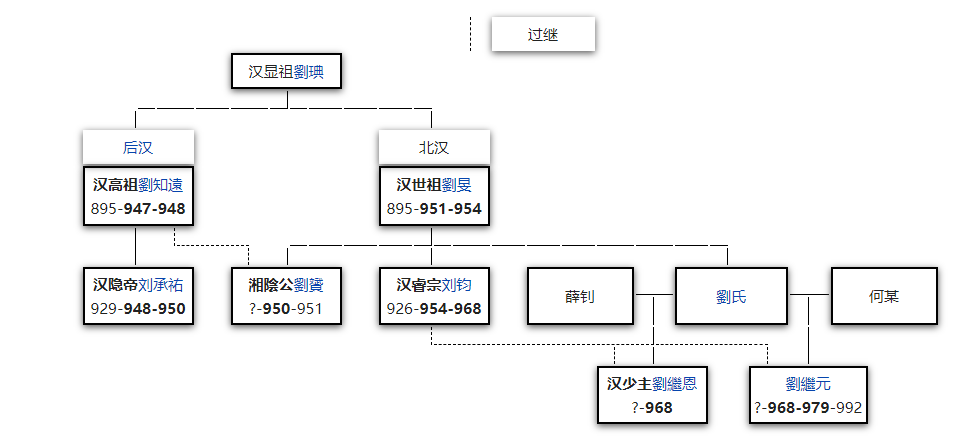 过继
汉显祖劉琠
后汉
北汉
汉高祖劉知遠
895-947-948
汉世祖劉旻
895-951-954
汉隐帝刘承祐
929-948-950
湘陰公劉贇
?-950-951
汉睿宗刘钧
926-954-968
薛钊
劉氏
何某
汉少主劉繼恩
?-968
劉繼元
?-968-979-992